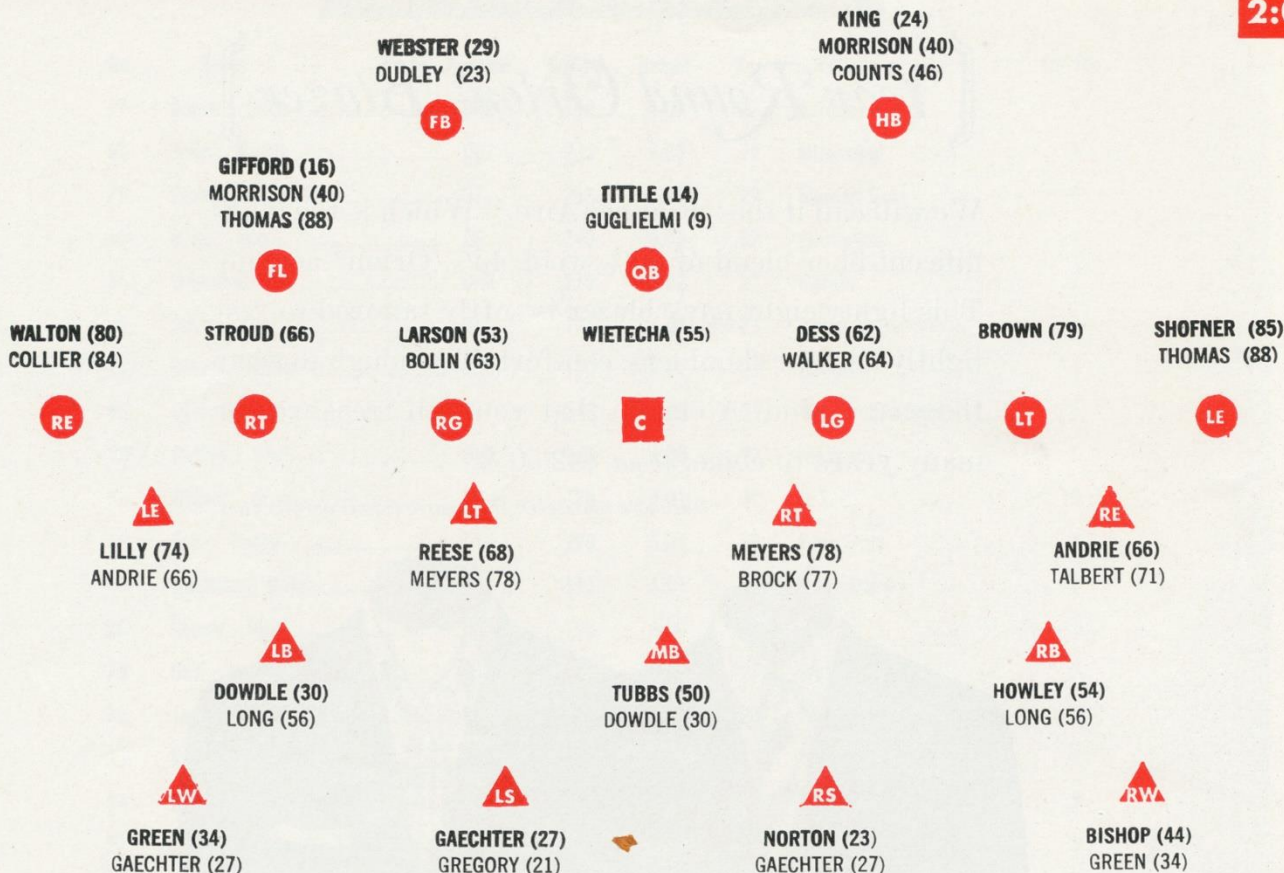 2:
KING (24)
WEBSTER (29) MORRISON (40)
DUDLEY (23) COUNTS (46)
FB HB
GIFFORD (16)
MORRISON (40) TITTLE (14)
THOMAS (88) GUGLIELMI (9)
FL QB
WALTON (80) STROUD (66) LARSON (53) WIETECHA (55) DESS (62) BROWN (79) SHOFNER (85)
COLLIER (84) BOLIN (63) WALKER (64) THOMAS (88)
RE RT RG C LG LT LE
LE LT RT RE
LILLY (74) REESE (68) MEYERS (78) ANDRIE (66)
ANDRIE (66) MEYERS (78) BROCK (77) TALBERT (71)
LB MB RB
DOWDLE (30) TUBBS (50) HOWLEY (54)
LONG (56) DOWDLE (30) LONG (56)
LW LS RS RW
GREEN (34) GAECHTER (27) NORTON (23) BISHOP (44)
GAECHTER (27) GREGORY (21) GAECHTER (27) GREEN (34)